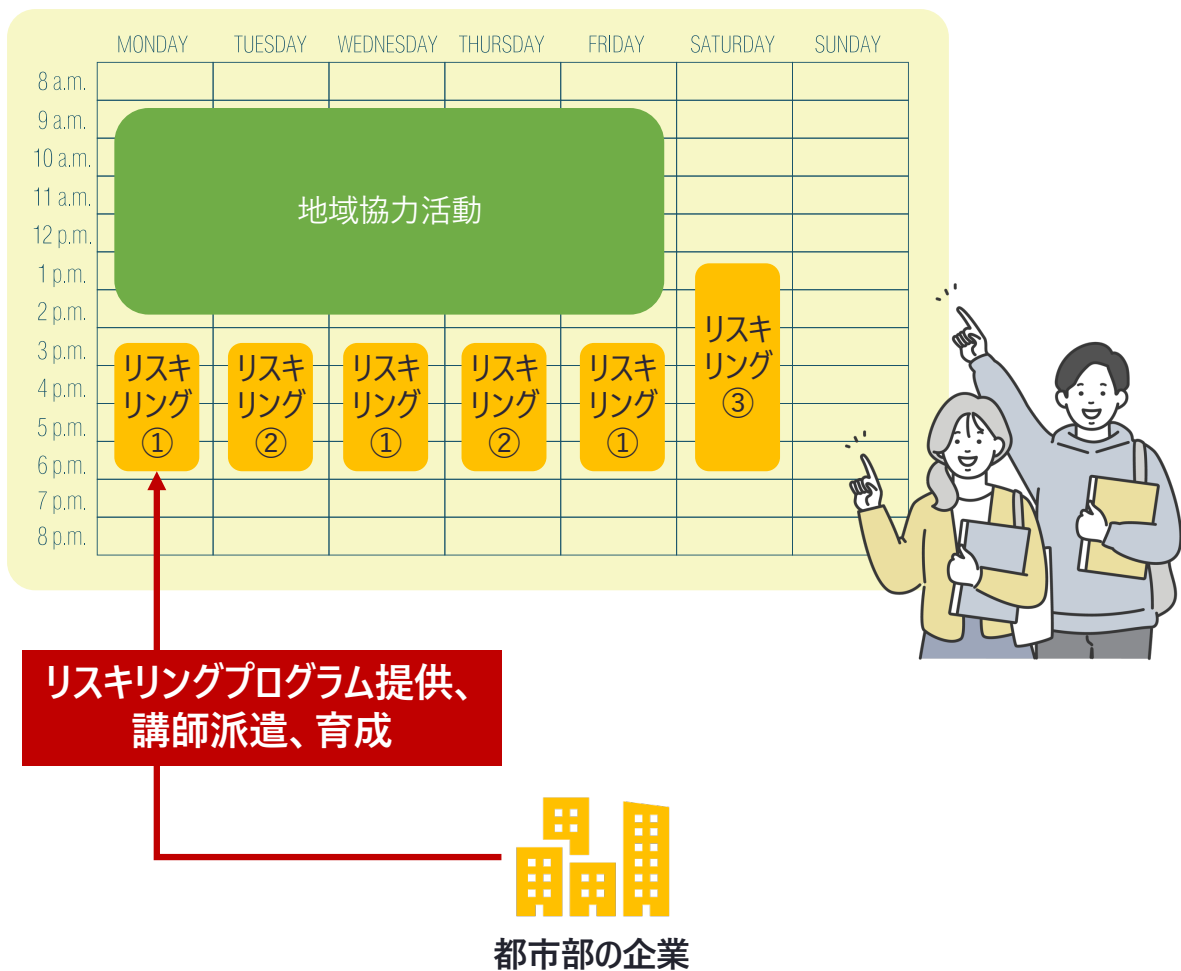 MONDAY TUESDAY WEDNESDAY THURSDAY FRIDAY SATURDAY SUNDAY
8 a.m.
9 a.m.
10 a.m.
11 a.m.
12 p.m.
1 p.m.
2 p.m.
3 p.m.
4 p.m.
5 p.m.
6 p.m.
7 p.m.
8 p.m.
地域協力活動
リスキ
リング
①
リスキ
リング
②
リスキ
リング
①
リスキ
リング
②
リスキ
リング
①
リスキ
リング
③
リスキリングプログラム提供、
講師派遣、育成
都市部の企業